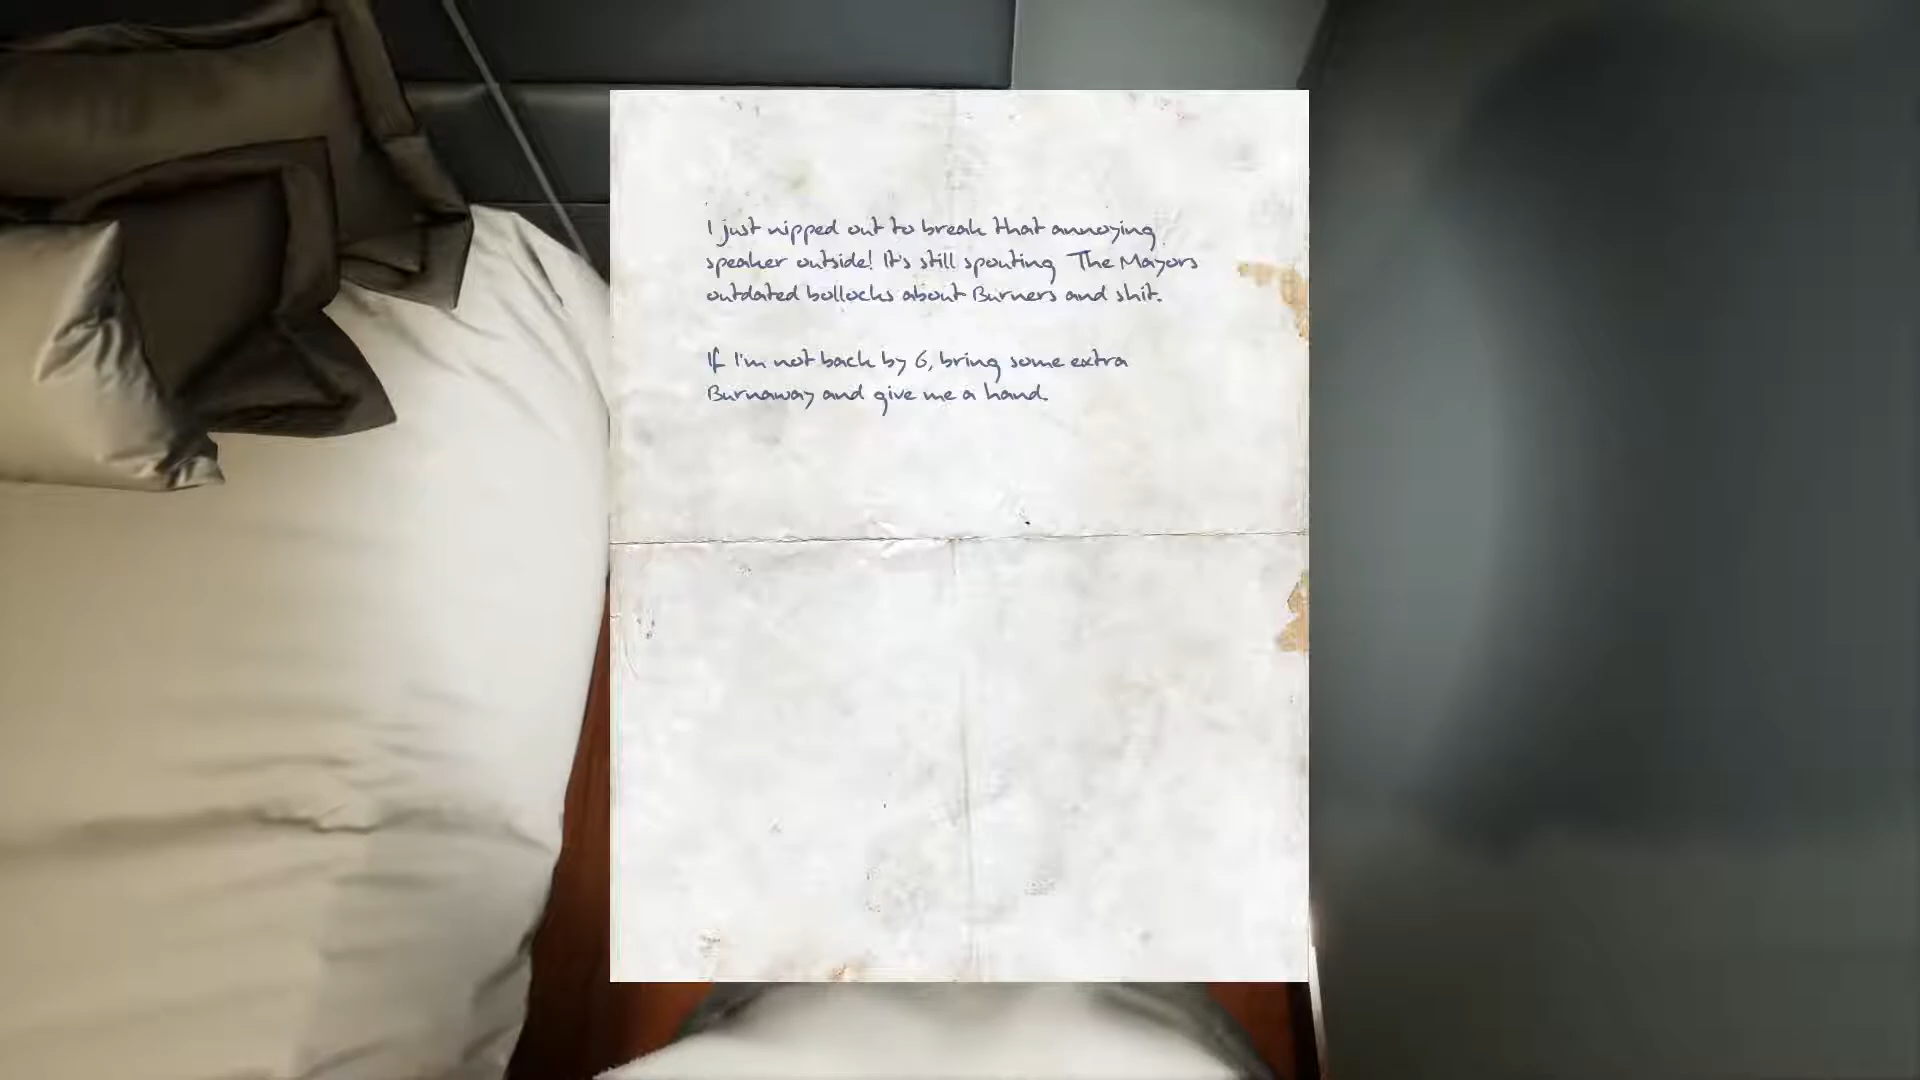 I just nipped out to break that annoying
speaker outside! It's still spouting The Mayors
outdated bollocks about Burners and shit.
If I'm not back by 6, bring some extra
Burnaway and give me a hand.